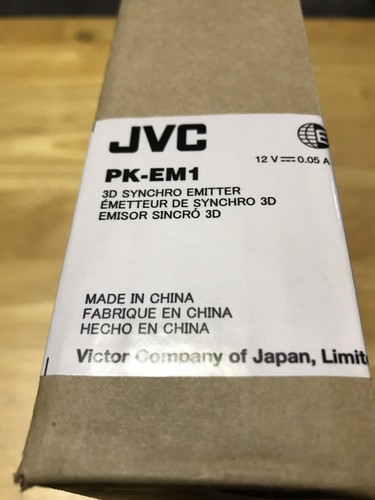 JVC
12 V⎓0.05 A
PK-EM1
3D SYNCHRO EMITTER
ÉMETTEUR DE SYNCHRO 3D
EMISOR SINCRÓ 3D
MADE IN CHINA
FABRIQUE EN CHINA
HECHO EN CHINA
Victor Company of Japan, Limit